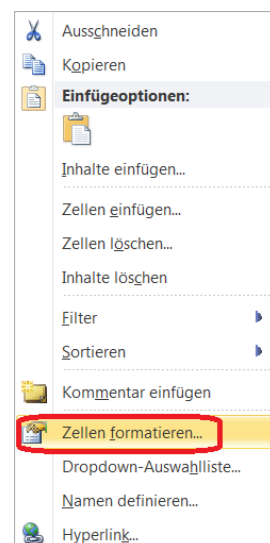 Ausschneiden
Kopieren
Einfügeoptionen:
Inhalte einfügen...
Zellen einfügen...
Zellen löschen...
Inhalte löschen
Filter
Sortieren
Kommentar einfügen
Zellen formatieren...
Dropdown-Auswahlliste...
Namen definieren...
Hyperlink...